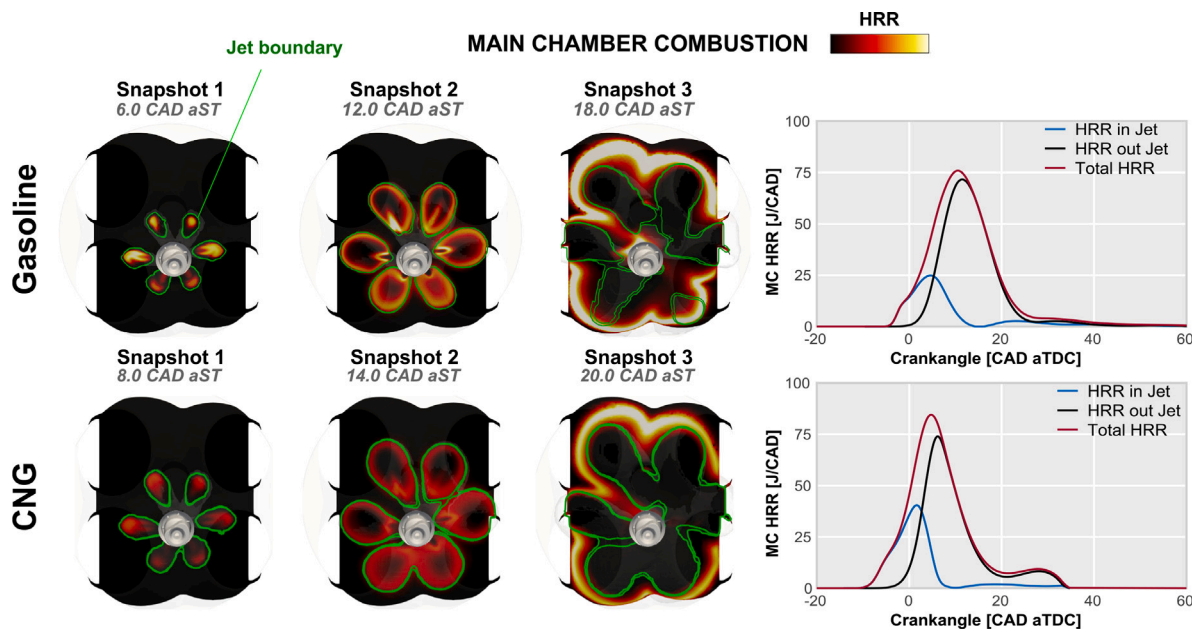 HRR
MAIN CHAMBER COMBUSTION
Jet boundary
Gasoline
Snapshot 1
6.0 CAD aST
Snapshot 2
12.0 CAD aST
Snapshot 3
18.0 CAD aST
MC HRR [J/CAD]
100
75
50
25
0
HRR in Jet
HRR out Jet
Total HRR
-20
0
20
40
60
Crankangle [CAD aTDC]
CNG
Snapshot 1
8.0 CAD aST
Snapshot 2
14.0 CAD aST
Snapshot 3
20.0 CAD aST
MC HRR [J/CAD]
100
75
50
25
0
HRR in Jet
HRR out Jet
Total HRR
-20
0
20
40
60
Crankangle [CAD aTDC]